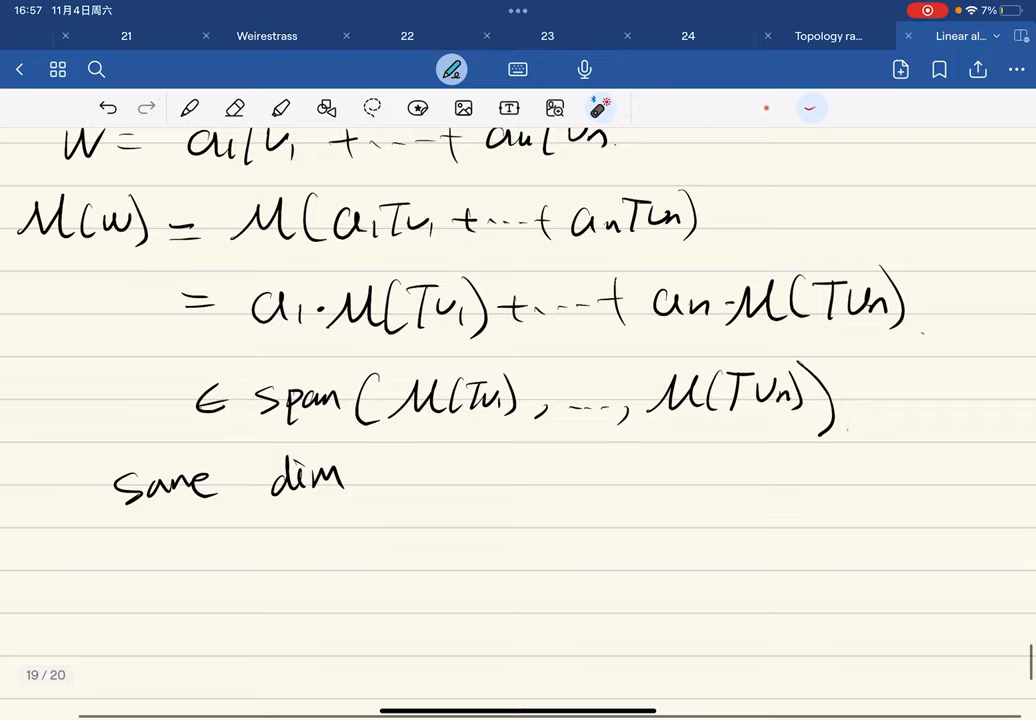 16:57 11月4日周六 7%
21 Weirestrass 22 23 24 Topology ra... Linear al...
W = a₁Tv₁ + ... + aₙTvₙ.
M(w) = M(a₁Tv₁ + ... + aₙTvₙ)
= a₁·M(Tv₁) + ... + aₙ·M(Tvₙ).
∈ span(M(Tv₁), ..., M(Tvₙ)).
same dim
19 / 20